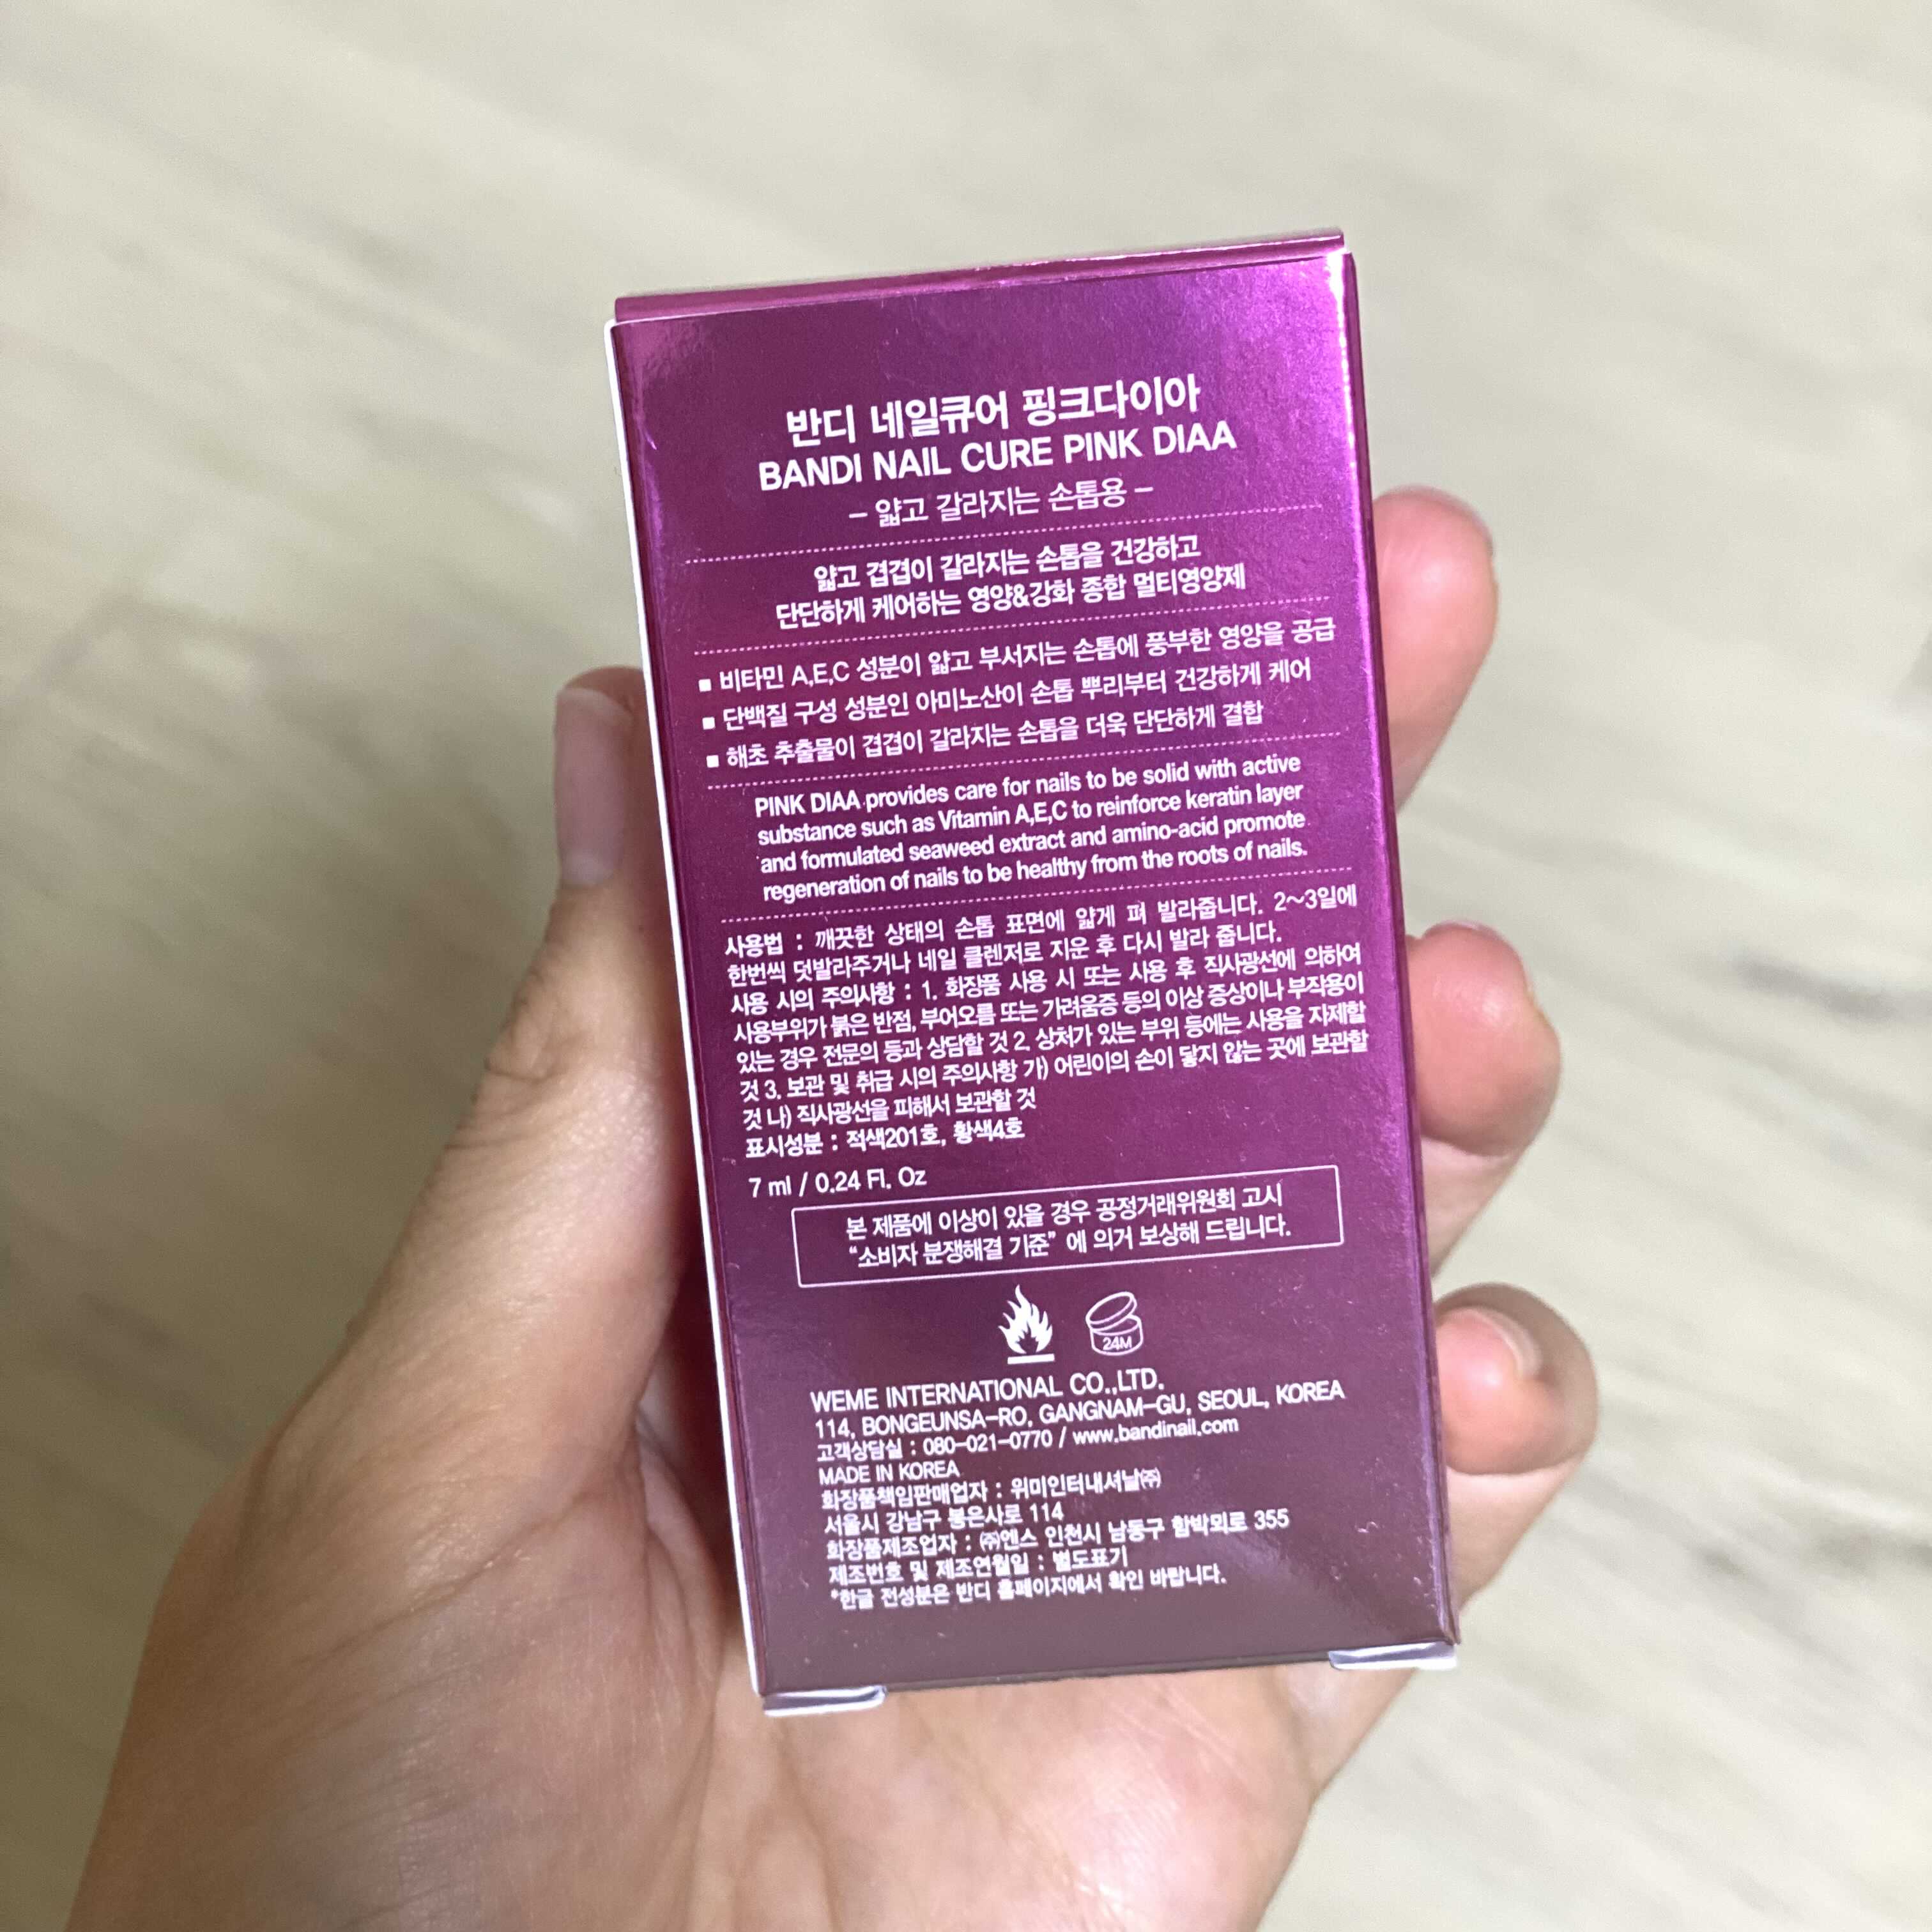 반디 네일큐어 핑크다이아
BANDI NAIL CURE PINK DIAA
– 얇고 갈라지는 손톱용 –
얇고 겹겹이 갈라지는 손톱을 건강하고
단단하게 케어하는 영양&강화 종합 멀티영양제
▪ 비타민 A,E,C 성분이 얇고 부서지는 손톱에 풍부한 영양을 공급
▪ 단백질 구성 성분인 아미노산이 손톱 뿌리부터 건강하게 케어
▪ 해초 추출물이 겹겹이 갈라지는 손톱을 더욱 단단하게 결합
PINK DIAA provides care for nails to be solid with active
substance such as Vitamin A,E,C to reinforce keratin layer
and formulated seaweed extract and amino-acid promote
regeneration of nails to be healthy from the roots of nails.
사용법 : 깨끗한 상태의 손톱 표면에 얇게 펴 발라줍니다. 2~3일에
한번씩 덧발라주거나 네일 클렌저로 지운 후 다시 발라 줍니다.
사용 시의 주의사항 : 1. 화장품 사용 시 또는 사용 후 직사광선에 의하여
사용부위가 붉은 반점, 부어오름 또는 가려움증 등의 이상 증상이나 부작용이
있는 경우 전문의 등과 상담할 것 2. 상처가 있는 부위 등에는 사용을 자제할
것 3. 보관 및 취급 시의 주의사항 가) 어린이의 손이 닿지 않는 곳에 보관할
것 나) 직사광선을 피해서 보관할 것
표시성분 : 적색201호, 황색4호
7 ml / 0.24 Fl. Oz
본 제품에 이상이 있을 경우 공정거래위원회 고시
“소비자 분쟁해결 기준” 에 의거 보상해 드립니다.
24M
WEME INTERNATIONAL CO.,LTD.
114, BONGEUNSA-RO, GANGNAM-GU, SEOUL, KOREA
고객상담실 : 080-021-0770 / www.bandinail.com
MADE IN KOREA
화장품책임판매업자 : 위미인터내셔날㈜
서울시 강남구 봉은사로 114
화장품제조업자 : ㈜엔스 인천시 남동구 함박뫼로 355
제조번호 및 제조연월일 : 별도표기
*한글 전성분은 반디 홈페이지에서 확인 바랍니다.